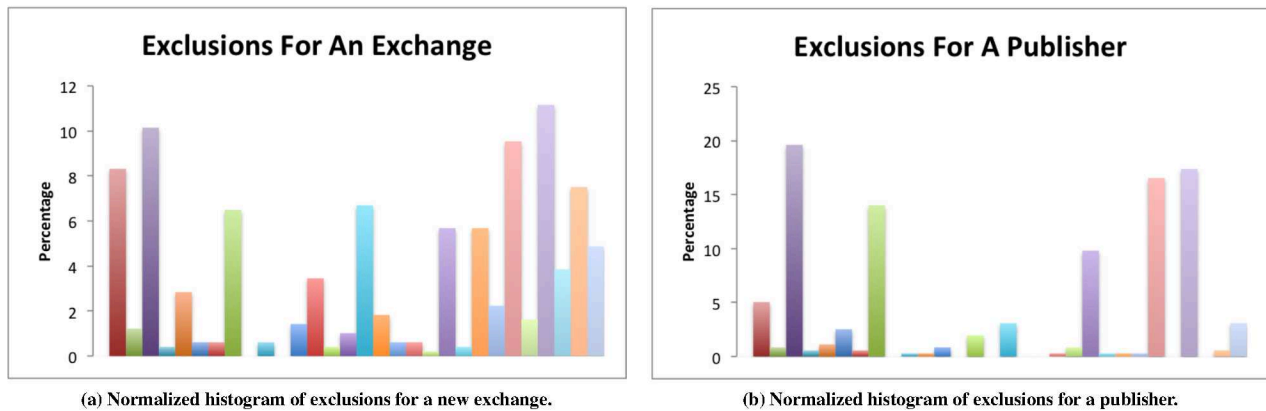 Exclusions For An Exchange
Percentage
12
10
8
6
4
2
0
(a) Normalized histogram of exclusions for a new exchange.
Exclusions For A Publisher
Percentage
25
20
15
10
5
0
(b) Normalized histogram of exclusions for a publisher.